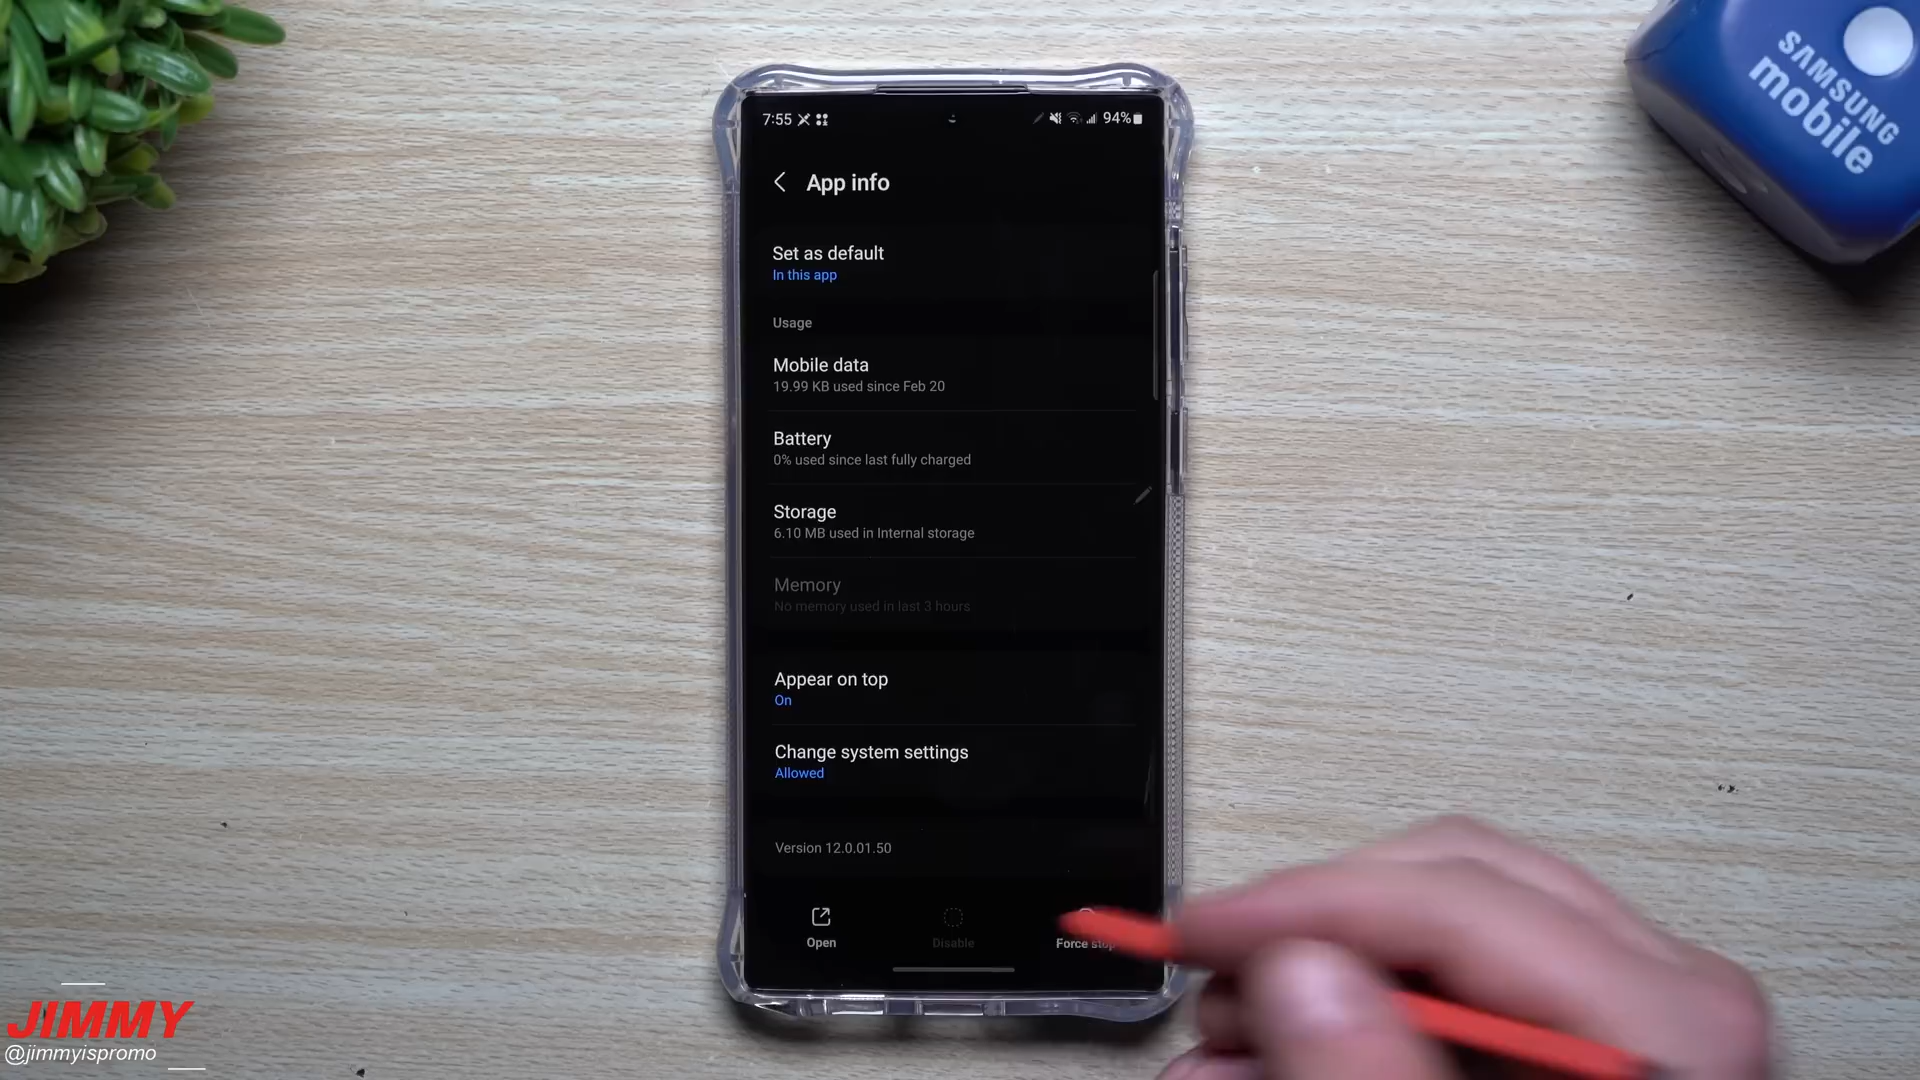 7:55
94%
App info
Set as default
In this app
Usage
Mobile data
19.99 KB used since Feb 20
Battery
0% used since last fully charged
Storage
6.10 MB used in Internal storage
Memory
No memory used in last 3 hours
Appear on top
On
Change system settings
Allowed
Version 12.0.01.50
Open
Disable
Force stop
SAMSUNG
mobile
JIMMY
@jimmyispromo